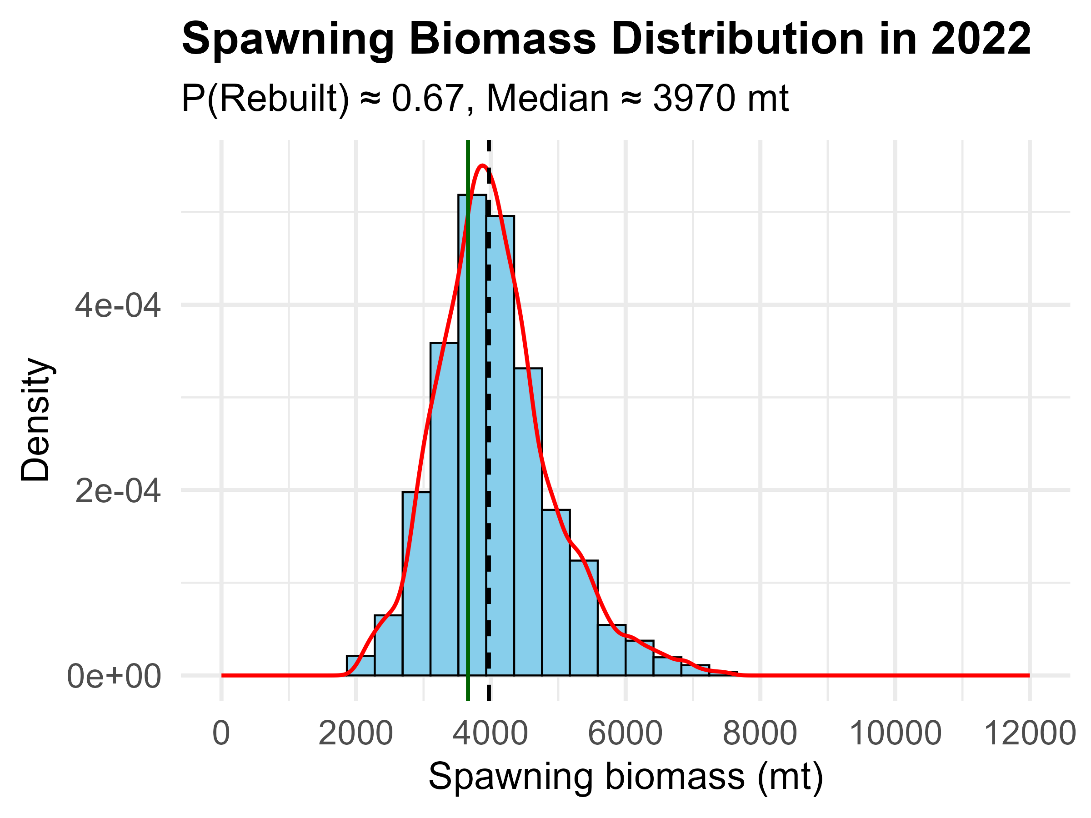 Spawning Biomass Distribution in 2022
P(Rebuilt) ≈ 0.67, Median ≈ 3970 mt
Density
4e-04
2e-04
0e+00
0 2000 4000 6000 8000 10000 12000
Spawning biomass (mt)